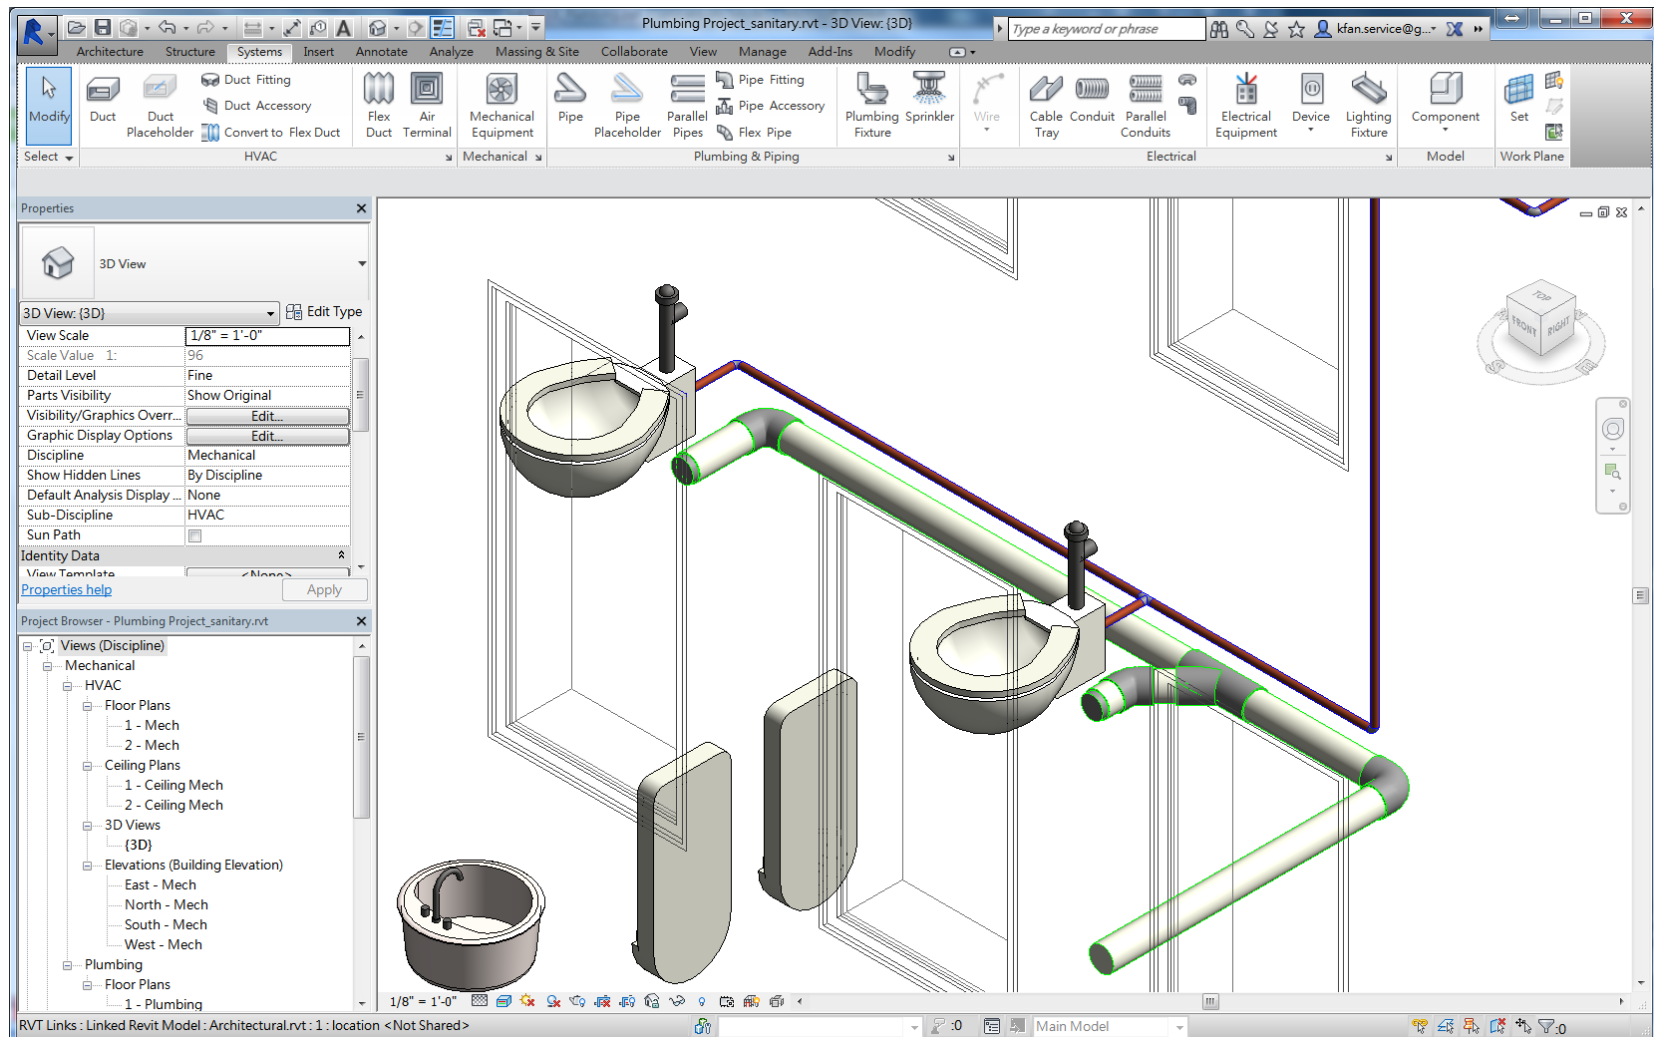 Plumbing Project_sanitary.rvt - 3D View: {3D}
Type a keyword or phrase
kfan.service@g...
Architecture Structure Systems Insert Annotate Analyze Massing & Site Collaborate View Manage Add-Ins Modify
Modify
Duct
Duct Placeholder
Duct Fitting
Duct Accessory
Convert to Flex Duct
Flex Duct
Air Terminal
Mechanical Equipment
Pipe
Pipe Placeholder
Parallel Pipes
Pipe Fitting
Pipe Accessory
Flex Pipe
Plumbing Fixture
Sprinkler
Wire
Cable Tray
Conduit
Parallel Conduits
Electrical Equipment
Device
Lighting Fixture
Component
Set
Select HVAC Mechanical Plumbing & Piping Electrical Model Work Plane
Properties
3D View
3D View: {3D} Edit Type
View Scale 1/8" = 1'-0"
Scale Value 1: 96
Detail Level Fine
Parts Visibility Show Original
Visibility/Graphics Overr... Edit...
Graphic Display Options Edit...
Discipline Mechanical
Show Hidden Lines By Discipline
Default Analysis Display ... None
Sub-Discipline HVAC
Sun Path
Identity Data
View Template <None>
Properties help Apply
Project Browser - Plumbing Project_sanitary.rvt
Views (Discipline)
Mechanical
HVAC
Floor Plans
1 - Mech
2 - Mech
Ceiling Plans
1 - Ceiling Mech
2 - Ceiling Mech
3D Views
{3D}
Elevations (Building Elevation)
East - Mech
North - Mech
South - Mech
West - Mech
Plumbing
Floor Plans
1 - Plumbing
TOP
FRONT
RIGHT
S
E
1/8" = 1'-0"
RVT Links : Linked Revit Model : Architectural.rvt : 1 : location <Not Shared>
:0
Main Model
:0